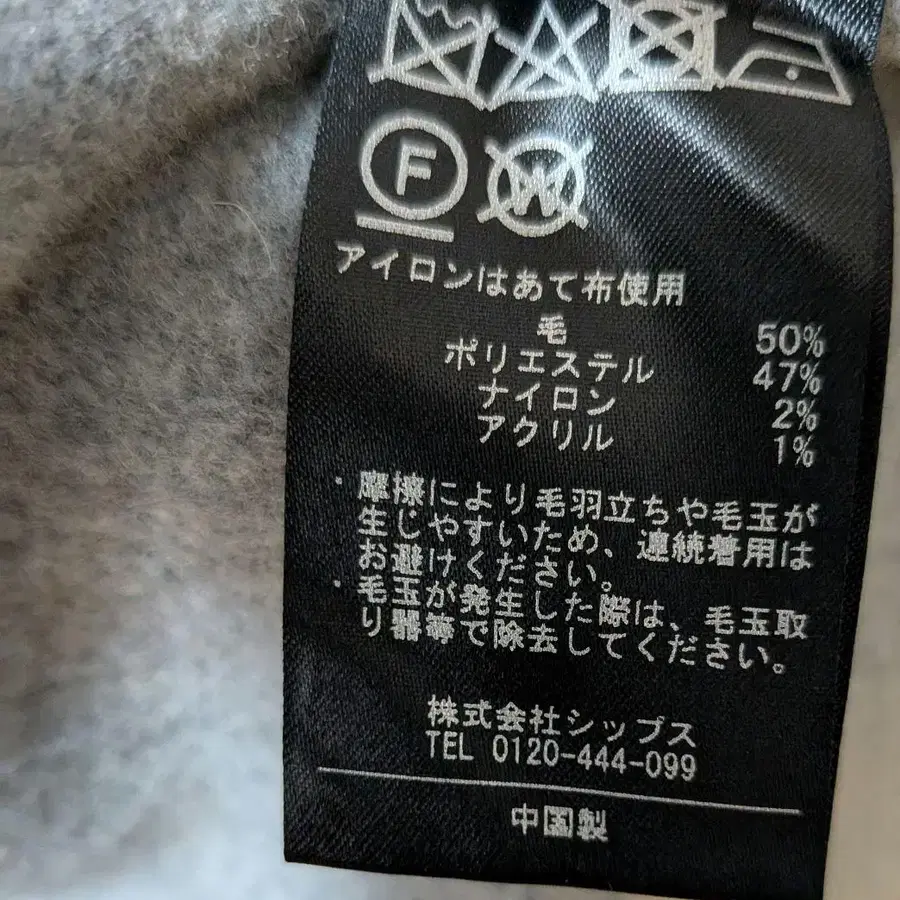 F W
アイロンはあて布使用
毛 50%
ポリエステル 47%
ナイロン 2%
アクリル 1%
・摩擦により毛羽立ちや毛玉が
生じやすいため、連続着用は
お避けください。
・毛玉が発生した際は、毛玉取
り器等で除去してください。
株式会社シップス
TEL 0120-444-099
中国製